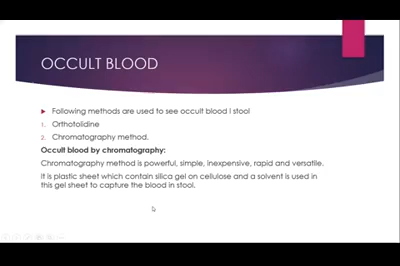 OCCULT BLOOD
Following methods are used to see occult blood I stool
1. Orthotolidine
2. Chromatography method.
Occult blood by chromatography:
Chromatography method is powerful, simple, inexpensive, rapid and versatile.
It is plastic sheet which contain silica gel on cellulose and a solvent is used in
this gel sheet to capture the blood in stool.